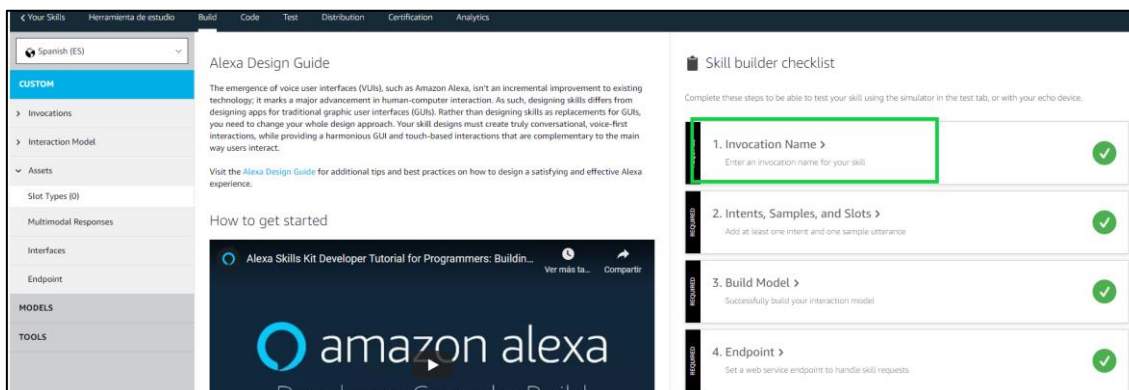 Your Skills Herramienta de estudio Build Code Test Distribution Certification Analytics
Spanish (ES)
CUSTOM
Invocations
Interaction Model
Assets
Slot Types (0)
Multimodal Responses
Interfaces
Endpoint
MODELS
TOOLS
Alexa Design Guide
The emergence of voice user interfaces (VUIs), such as Amazon Alexa, isn't an incremental improvement to existing
technology; it marks a major advancement in human-computer interaction. As such, designing skills differs from
designing apps for traditional graphic user interfaces (GUIs). Rather than designing skills as replacements for GUIs,
you need to change your whole design approach. Your skill designs must create truly conversational, voice-first
interactions, while providing a harmonious GUI and touch-based interactions that are complementary to the main
way users interact.
Visit the Alexa Design Guide for additional tips and best practices on how to design a satisfying and effective Alexa
experience.
How to get started
Alexa Skills Kit Developer Tutorial for Programmers: Buildin...
Ver más ta... Compartir
amazon alexa
Skill builder checklist
Complete these steps to be able to test your skill using the simulator in the test tab, or with your echo device.
1. Invocation Name >
Enter an invocation name for your skill
REQUIRED
2. Intents, Samples, and Slots >
Add at least one intent and one sample utterance
REQUIRED
3. Build Model >
Successfully build your interaction model
REQUIRED
4. Endpoint >
Set a web service endpoint to handle skill requests